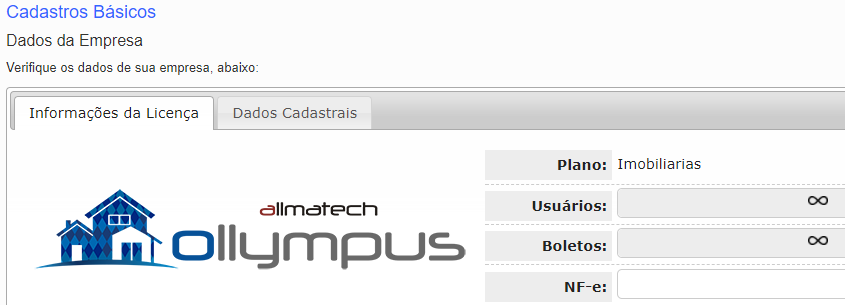 Cadastros Básicos
Dados da Empresa
Verifique os dados de sua empresa, abaixo:
Informações da Licença Dados Cadastrais
Plano: Imobiliarias
allmatech
ollympus
Usuários: ∞
Boletos: ∞
NF-e: